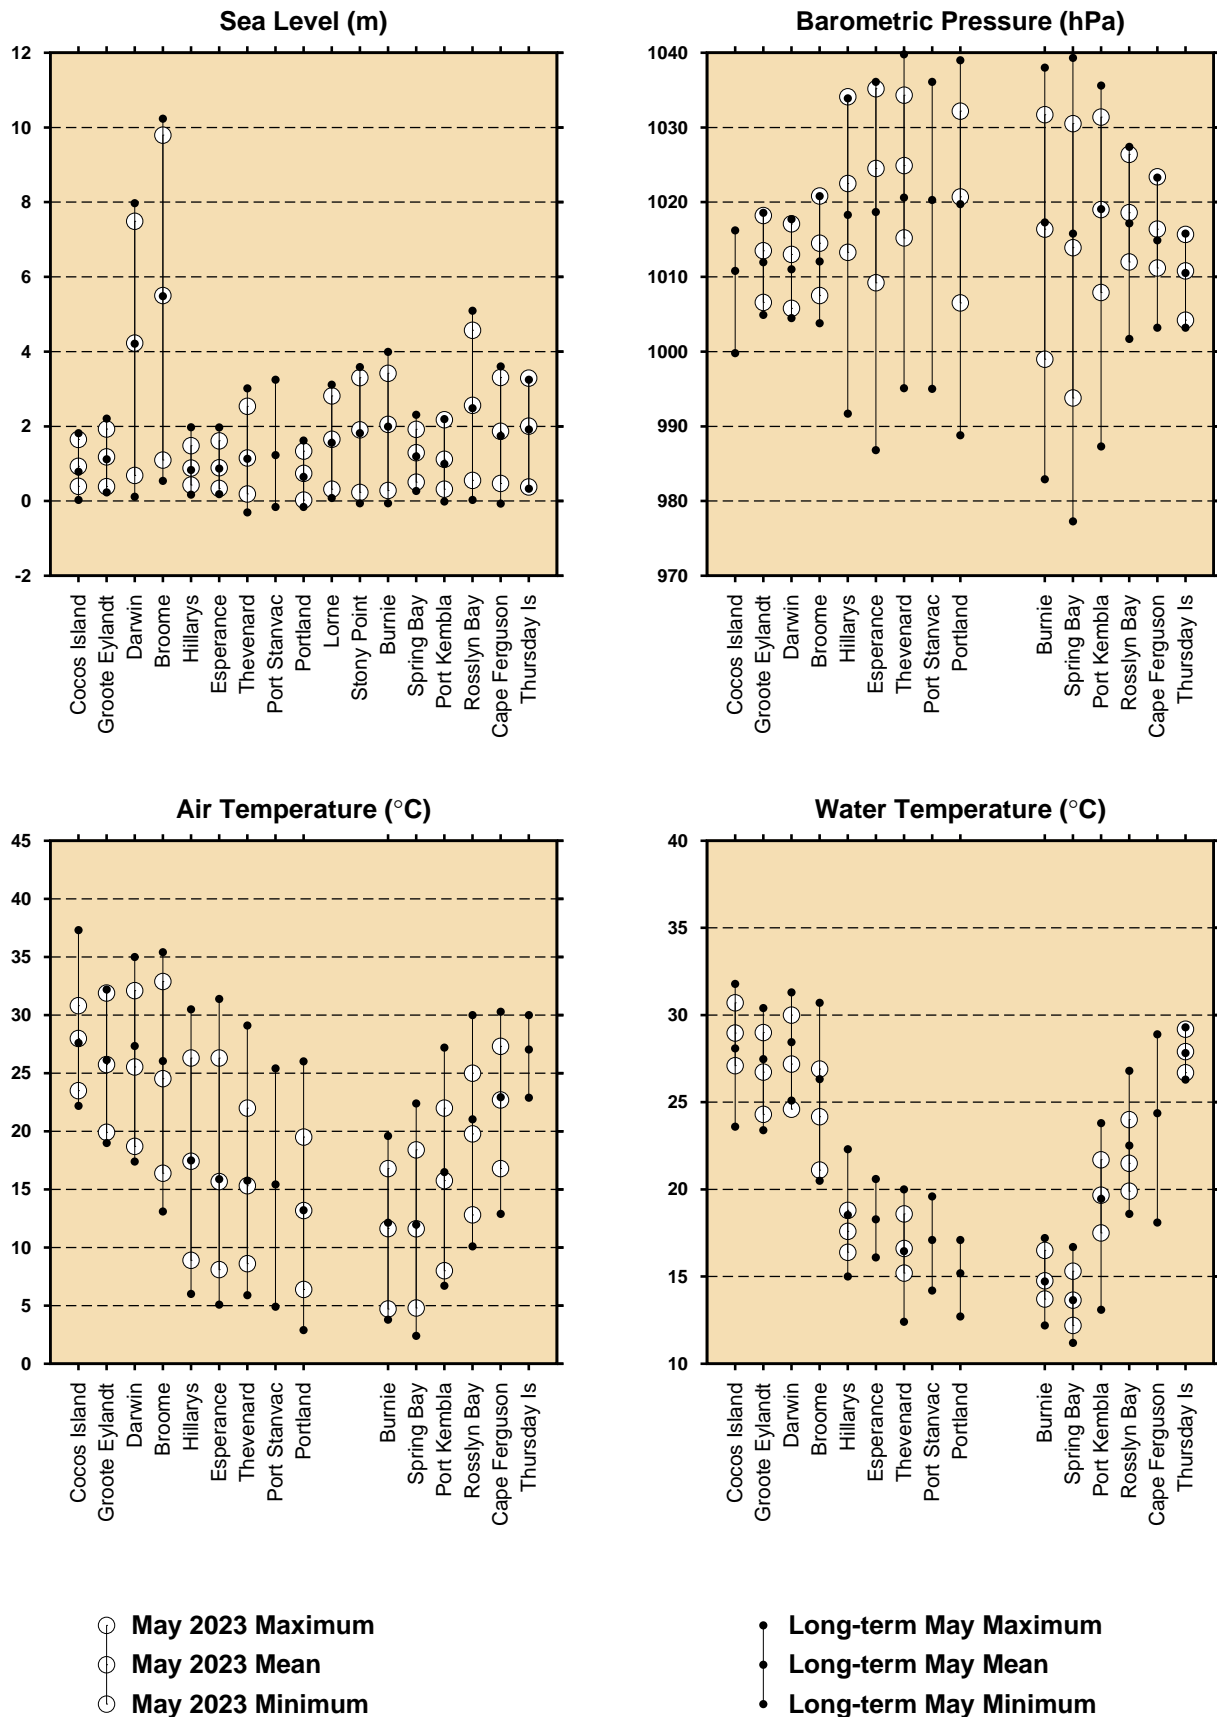 Sea Level (m)
12
10
8
6
4
2
0
-2
Cocos Island
Groote Eylandt
Darwin
Broome
Hillarys
Esperance
Thevenard
Port Stanvac
Portland
Lorne
Stony Point
Burnie
Spring Bay
Port Kembla
Rosslyn Bay
Cape Ferguson
Thursday Is
Barometric Pressure (hPa)
1040
1030
1020
1010
1000
990
980
970
Cocos Island
Groote Eylandt
Darwin
Broome
Hillarys
Esperance
Thevenard
Port Stanvac
Portland
Burnie
Spring Bay
Port Kembla
Rosslyn Bay
Cape Ferguson
Thursday Is
Air Temperature (°C)
45
40
35
30
25
20
15
10
5
0
Cocos Island
Groote Eylandt
Darwin
Broome
Hillarys
Esperance
Thevenard
Port Stanvac
Portland
Burnie
Spring Bay
Port Kembla
Rosslyn Bay
Cape Ferguson
Thursday Is
Water Temperature (°C)
40
35
30
25
20
15
10
Cocos Island
Groote Eylandt
Darwin
Broome
Hillarys
Esperance
Thevenard
Port Stanvac
Portland
Burnie
Spring Bay
Port Kembla
Rosslyn Bay
Cape Ferguson
Thursday Is
May 2023 Maximum
May 2023 Mean
May 2023 Minimum
Long-term May Maximum
Long-term May Mean
Long-term May Minimum